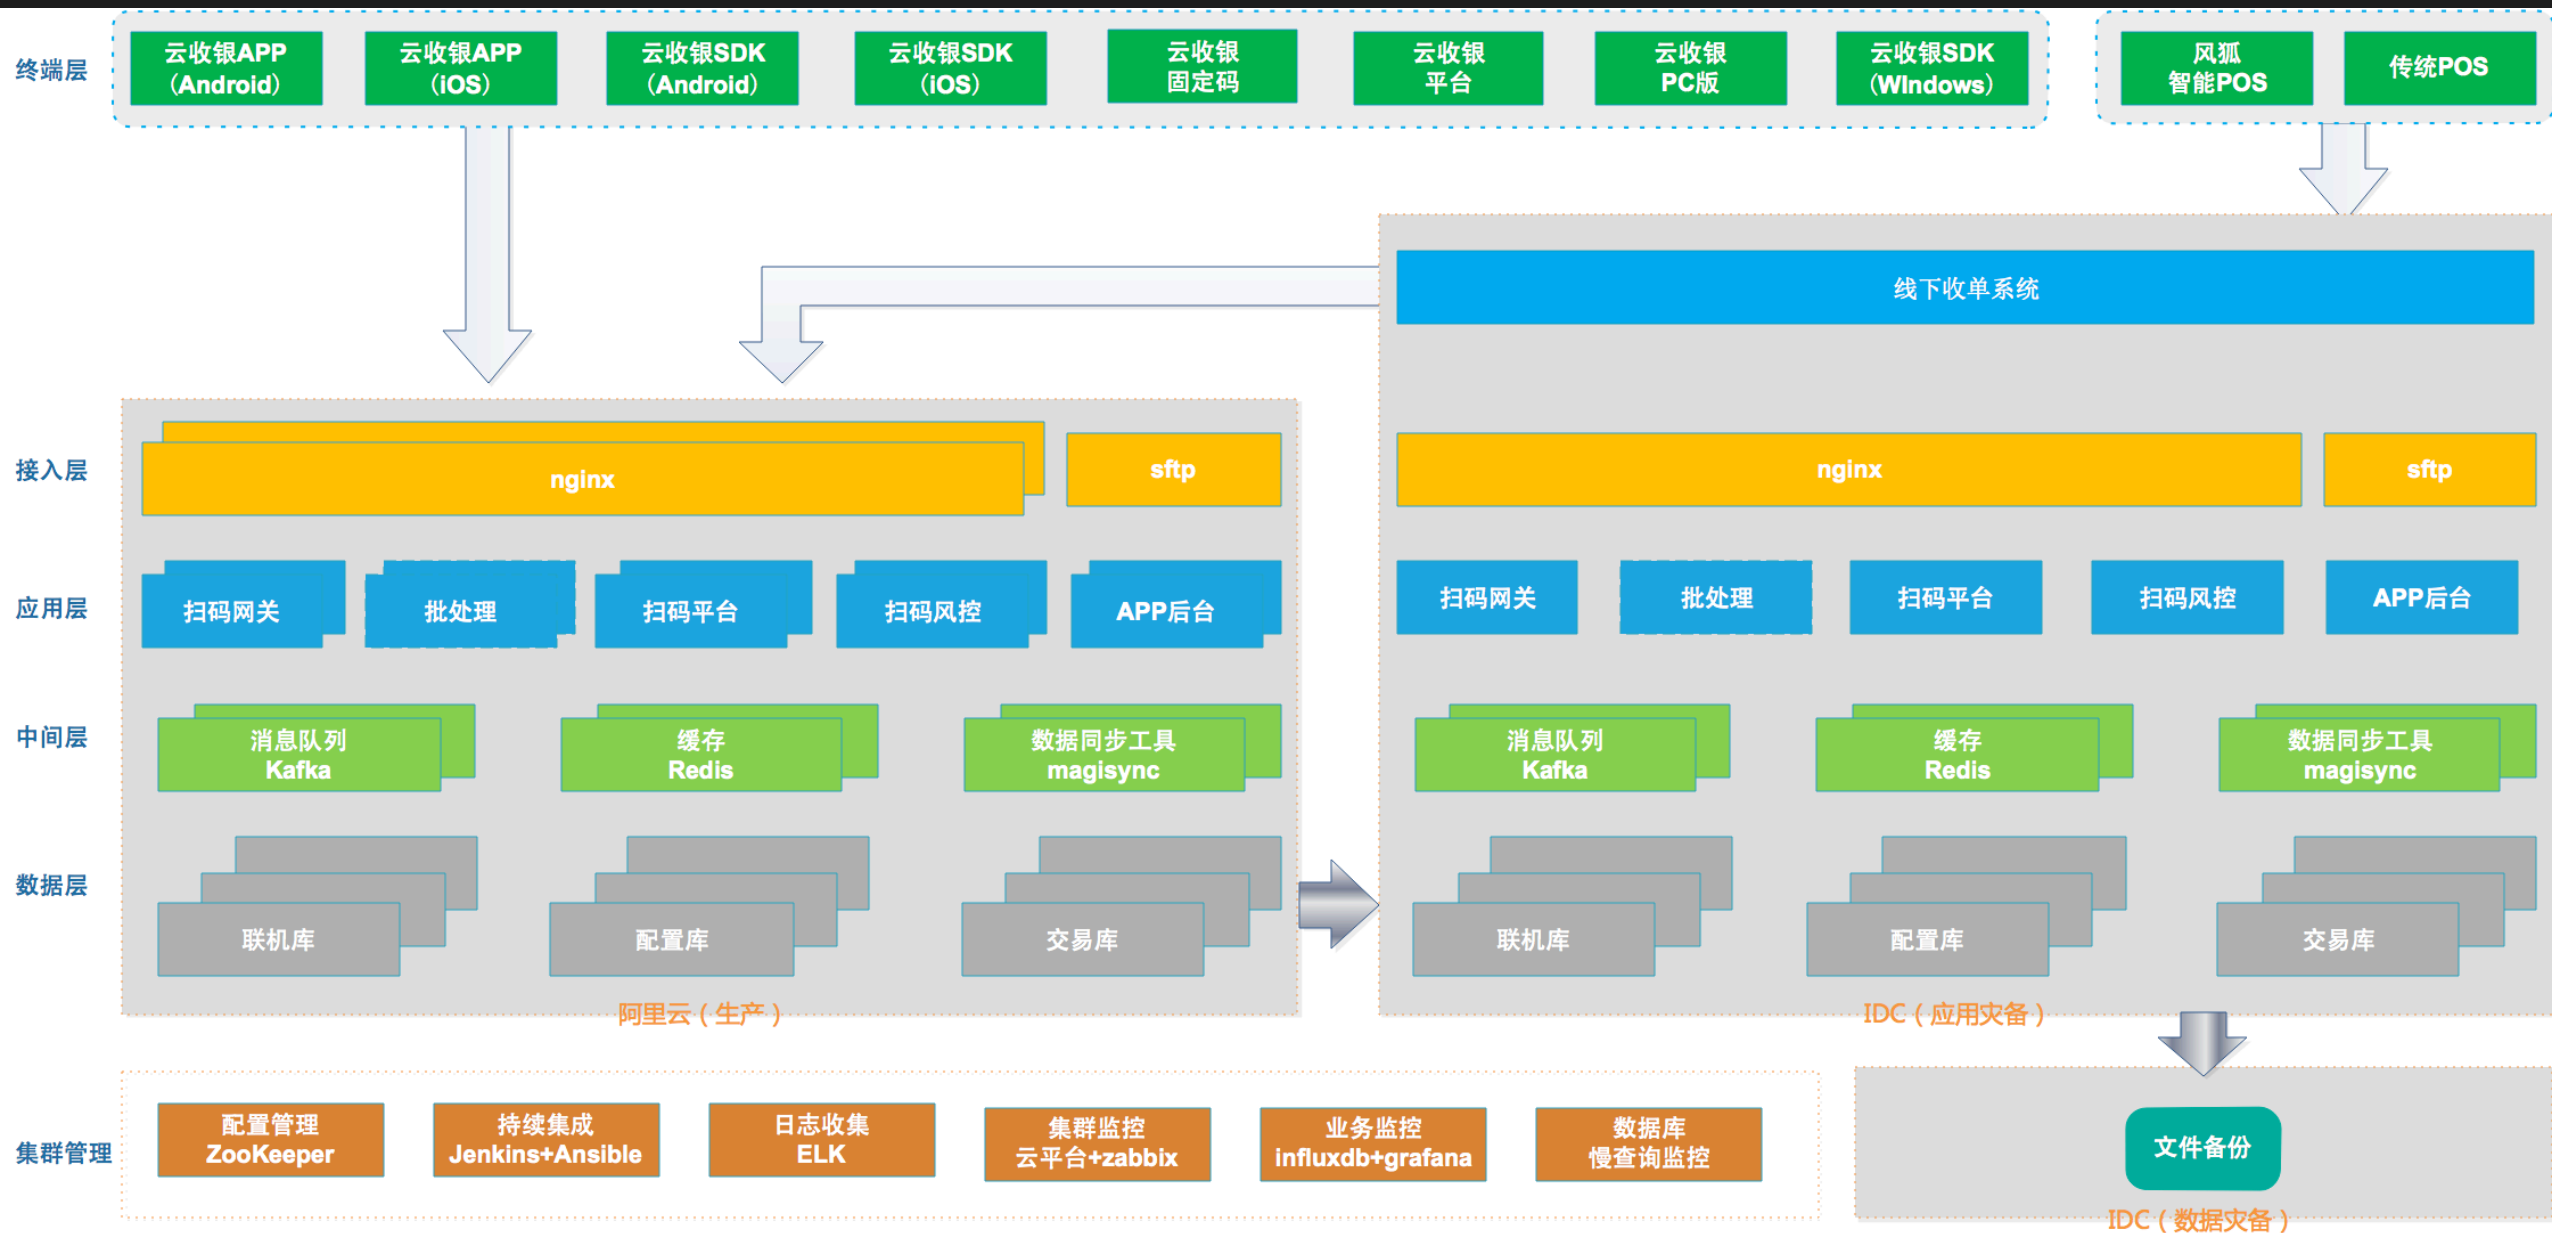 终端层
云收银APP
（Android）
云收银APP
（iOS）
云收银SDK
（Android）
云收银SDK
（iOS）
云收银
固定码
云收银
平台
云收银
PC版
云收银SDK
（WIndows）
风狐
智能POS
传统POS
线下收单系统
接入层
nginx
sftp
nginx
sftp
应用层
扫码网关
批处理
扫码平台
扫码风控
APP后台
扫码网关
批处理
扫码平台
扫码风控
APP后台
中间层
消息队列
Kafka
缓存
Redis
数据同步工具
magisync
消息队列
Kafka
缓存
Redis
数据同步工具
magisync
数据层
联机库
配置库
交易库
联机库
配置库
交易库
阿里云（生产）
IDC（应用灾备）
集群管理
配置管理
ZooKeeper
持续集成
Jenkins+Ansible
日志收集
ELK
集群监控
云平台+zabbix
业务监控
influxdb+grafana
数据库
慢查询监控
文件备份
IDC（数据灾备）